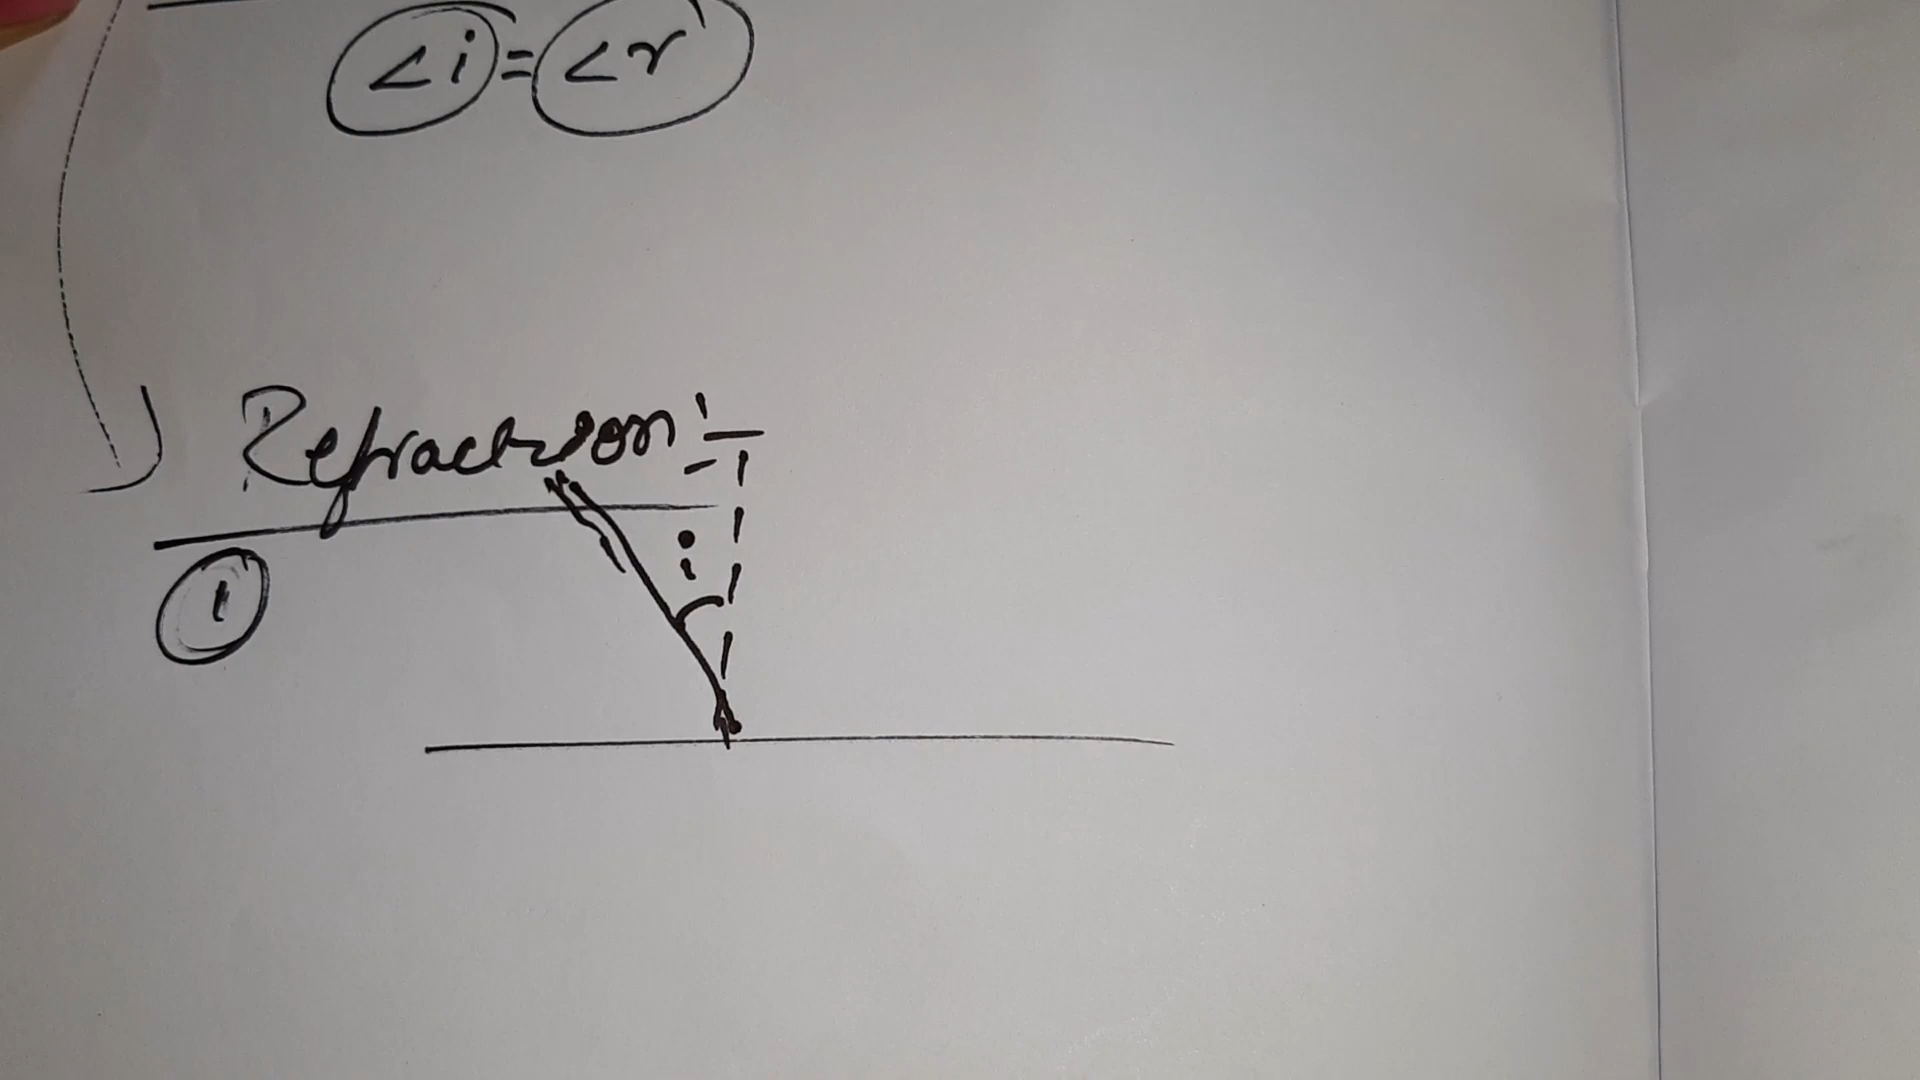 <i = <r
Refraction :-
1
i